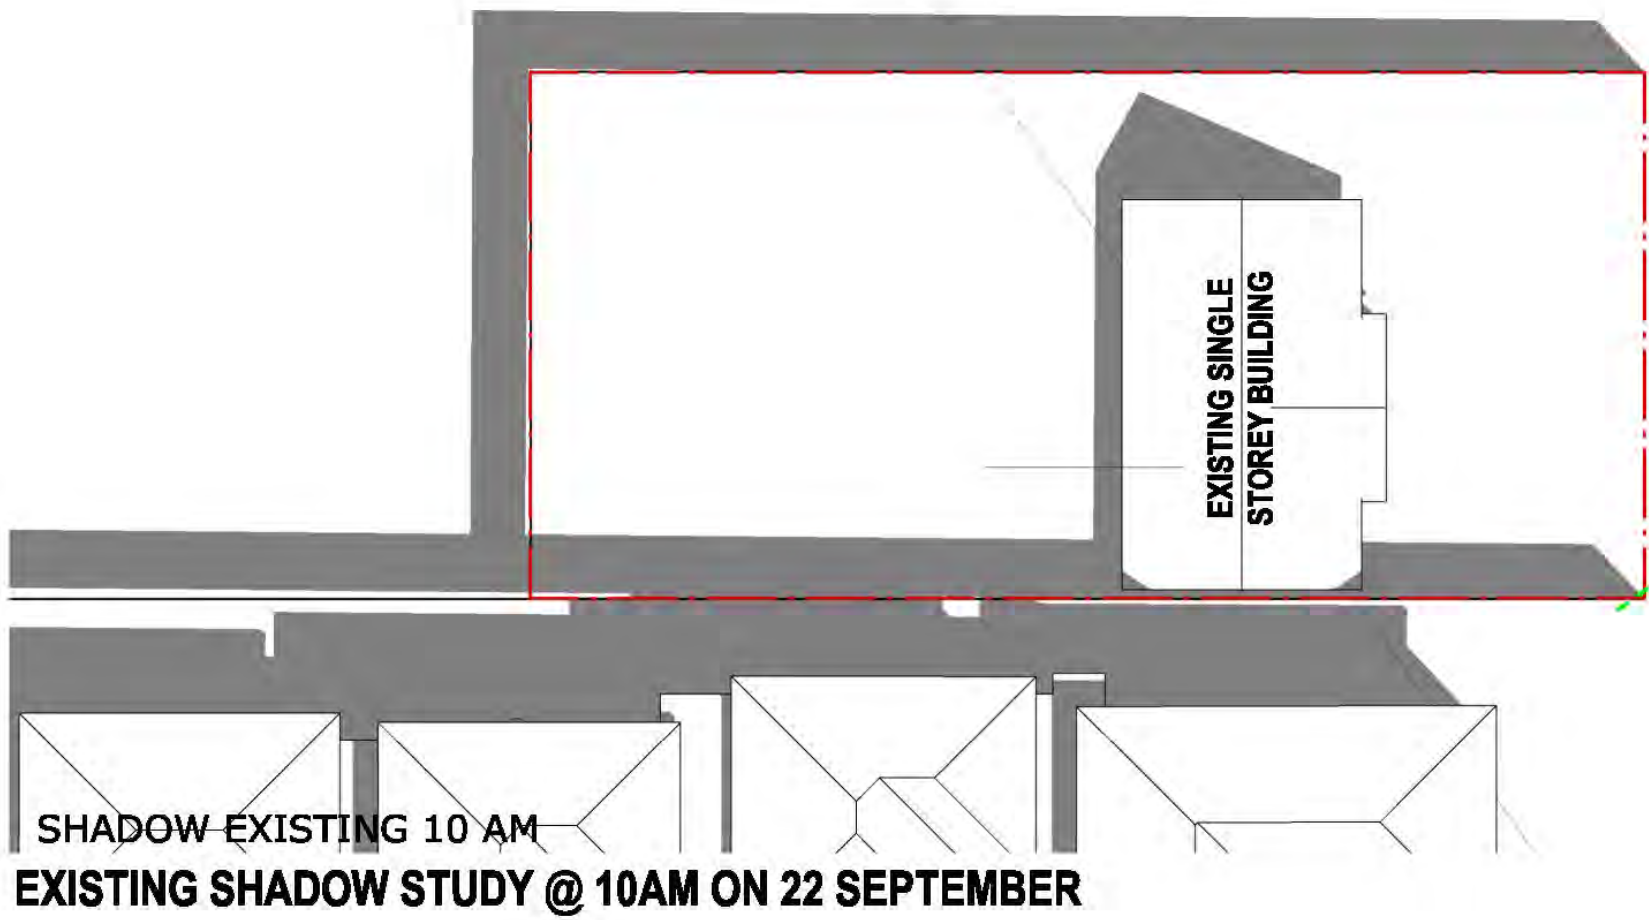 EXISTING SINGLE
STOREY BUILDING
SHADOW EXISTING 10 AM
EXISTING SHADOW STUDY @ 10AM ON 22 SEPTEMBER